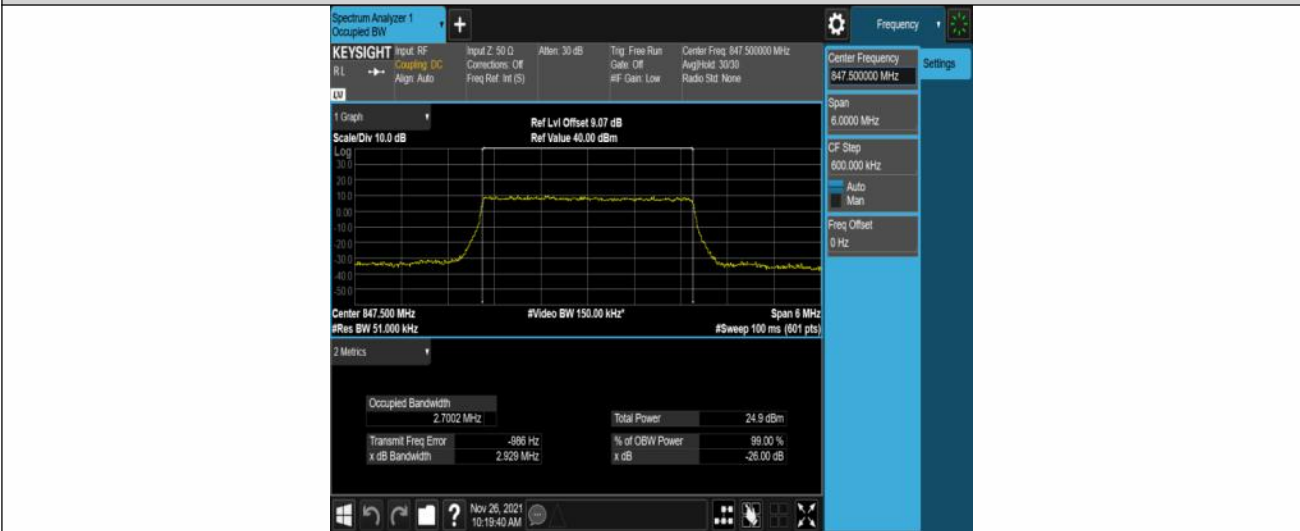 Spectrum Analyzer 1
Occupied BW
+
Frequency
KEYSIGHT
Input: RF
Input Z: 50 Ω
Atten: 30 dB
Trig: Free Run
Center Freq: 847.500000 MHz
RL
Coupling: DC
Corrections: Off
Gate: Off
Avg|Hold: 30/30
Align: Auto
Freq Ref: Int (S)
#IF Gain: Low
Radio Std: None
LV
Center Frequency
847.500000 MHz
Settings
Span
6.0000 MHz
CF Step
600.000 kHz
Auto
Man
Freq Offset
0 Hz
1 Graph
Ref Lvl Offset 9.07 dB
Scale/Div 10.0 dB
Ref Value 40.00 dBm
Log
30.0
20.0
10.0
0.00
-10.0
-20.0
-30.0
-40.0
-50.0
Center 847.500 MHz
#Video BW 150.00 kHz*
Span 6 MHz
#Res BW 51.000 kHz
#Sweep 100 ms (601 pts)
2 Metrics
Occupied Bandwidth
2.7002 MHz
Total Power
24.9 dBm
Transmit Freq Error
-986 Hz
% of OBW Power
99.00 %
x dB Bandwidth
2.929 MHz
x dB
-26.00 dB
?
Nov 26, 2021
10:19:40 AM